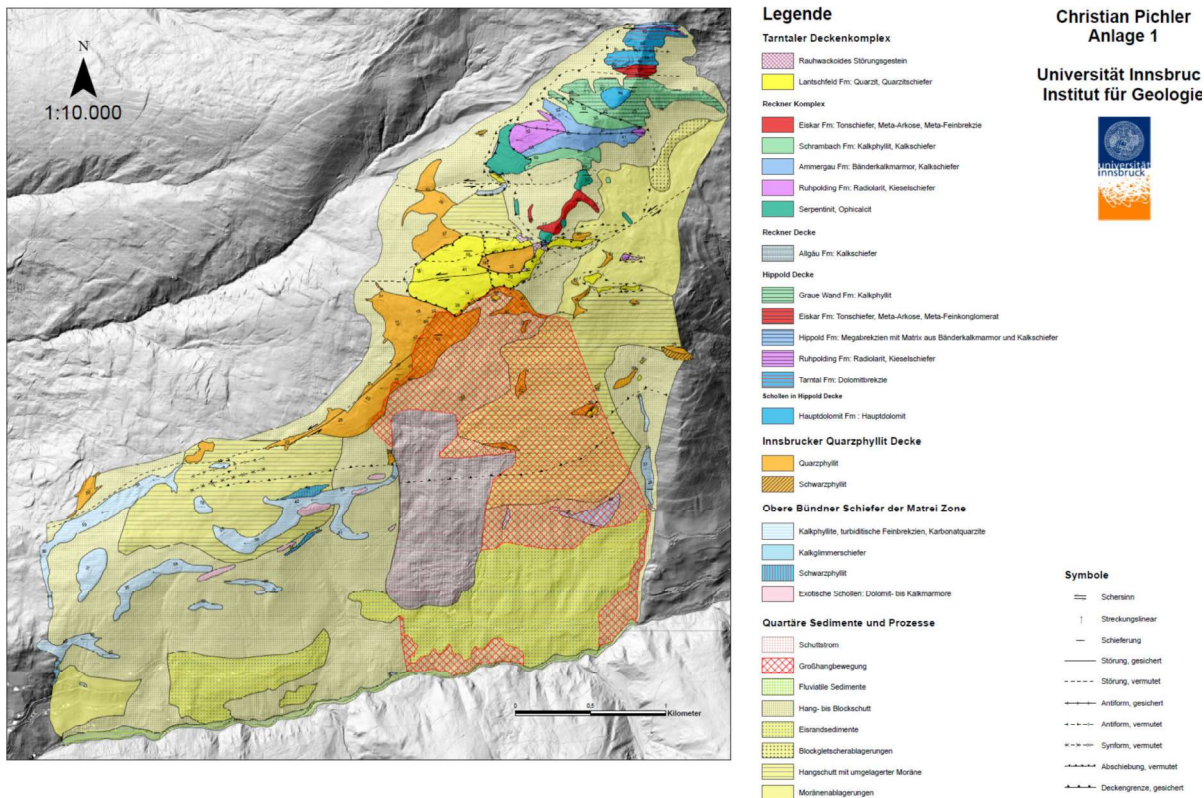 N
1:10.000
0
0,5
1
Kilometer
Legende
Tarntaler Deckenkomplex
Rauhwackoides Störungsgestein
Lantschfeld Fm: Quarzit, Quarzitschiefer
Reckner Komplex
Eiskar Fm: Tonschiefer, Meta-Arkose, Meta-Feinbrekzie
Schrambach Fm: Kalkphyllit, Kalkschiefer
Ammergau Fm: Bänderkalkmarmor, Kalkschiefer
Ruhpolding Fm: Radiolarit, Kieselschiefer
Serpentinit, Ophicalcit
Reckner Decke
Allgäu Fm: Kalkschiefer
Hippold Decke
Graue Wand Fm: Kalkphyllit
Eiskar Fm: Tonschiefer, Meta-Arkose, Meta-Feinkonglomerat
Hippold Fm: Megabrekzien mit Matrix aus Bänderkalkmarmor und Kalkschiefer
Ruhpolding Fm: Radiolarit, Kieselschiefer
Tarntal Fm: Dolomitbrekzie
Schollen in Hippold Decke
Hauptdolomit Fm : Hauptdolomit
Innsbrucker Quarzphyllit Decke
Quarzphyllit
Schwarzphyllit
Obere Bündner Schiefer der Matrei Zone
Kalkphyllite, turbiditische Feinbrekzien, Karbonatquarzite
Kalkglimmerschiefer
Schwarzphyllit
Exotische Schollen: Dolomit- bis Kalkmarmore
Quartäre Sedimente und Prozesse
Schuttstrom
Großhangbewegung
Fluviatile Sedimente
Hang- bis Blockschutt
Eisrandsedimente
Blockgletscherablagerungen
Hangschutt mit umgelagerter Moräne
Moränenablagerungen
Christian Pichler
Anlage 1
Universität Innsbruc
Institut für Geologie
universität
innsbruck
Symbole
Schersinn
Streckungslinear
Schieferung
Störung, gesichert
Störung, vermutet
Antiform, gesichert
Antiform, vermutet
Synform, vermutet
Abschiebung, vermutet
Deckengrenze, gesichert